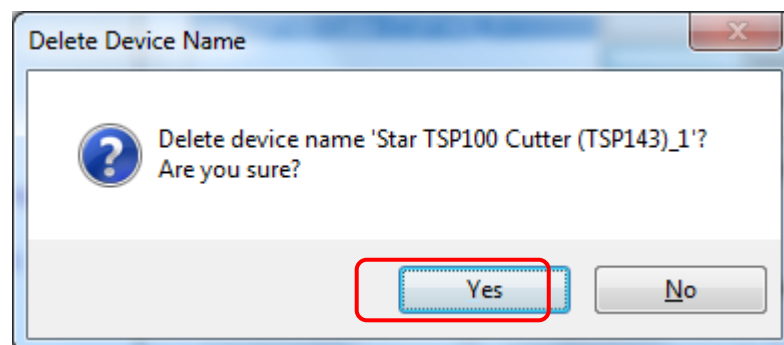 Delete Device Name
Delete device name 'Star TSP100 Cutter (TSP143)_1'?
Are you sure?
Yes
No